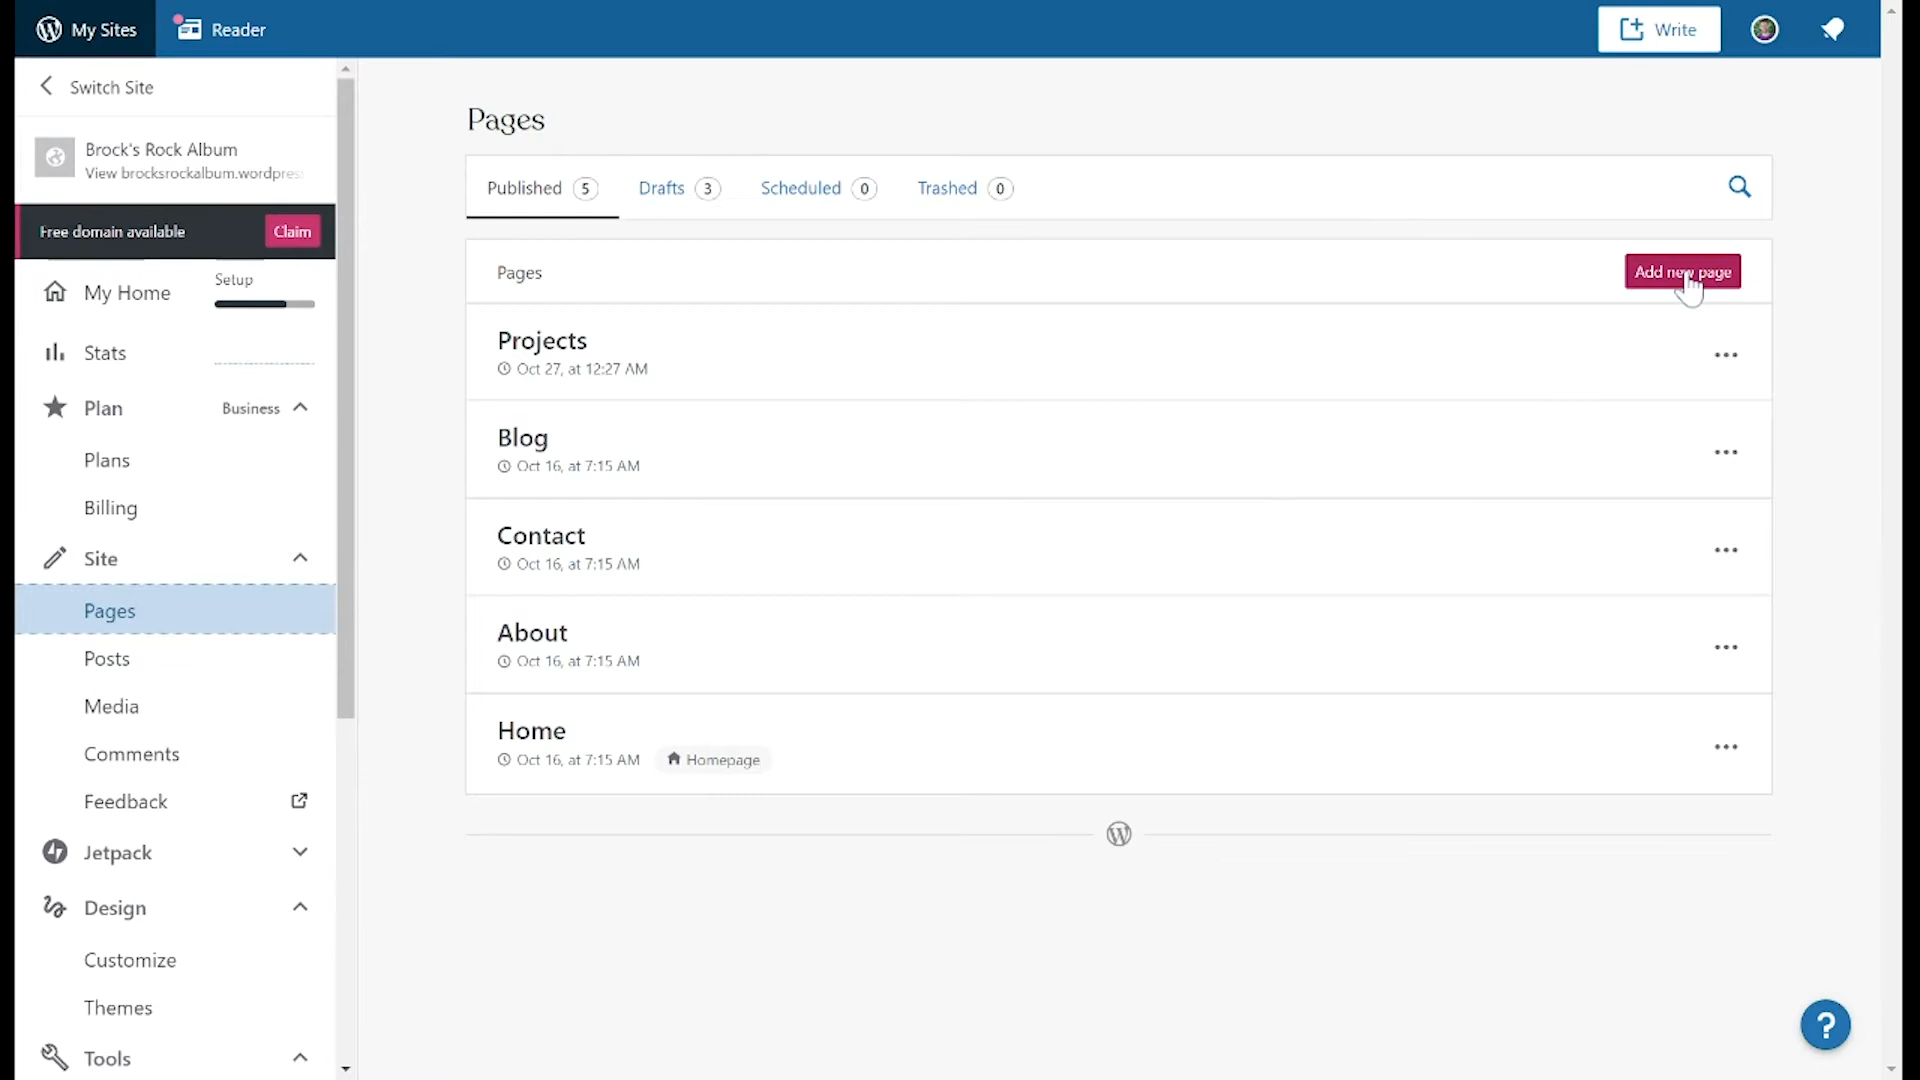 My Sites
Reader
Write
Switch Site
Brock's Rock Album
View brocksrockalbum.wordpres
Free domain available
Claim
My Home
Setup
Stats
Plan
Business
Plans
Billing
Site
Pages
Posts
Media
Comments
Feedback
Jetpack
Design
Customize
Themes
Tools
Pages
Published 5
Drafts 3
Scheduled 0
Trashed 0
Pages
Add new page
Projects
Oct 27, at 12:27 AM
Blog
Oct 16, at 7:15 AM
Contact
Oct 16, at 7:15 AM
About
Oct 16, at 7:15 AM
Home
Oct 16, at 7:15 AM
Homepage
?